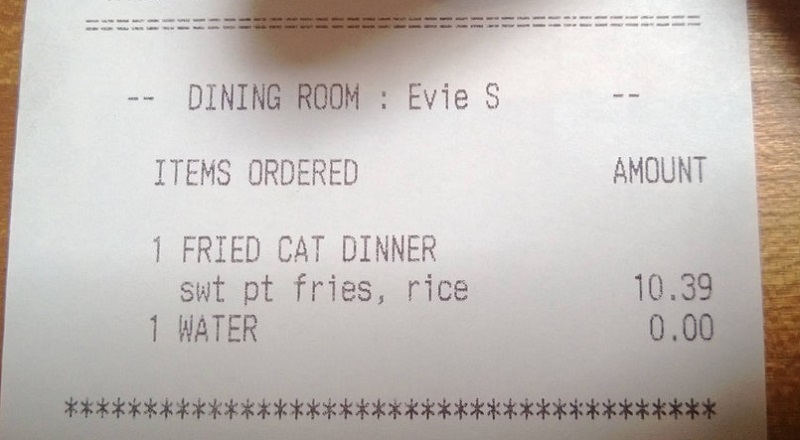 ==========================================
-- DINING ROOM : Evie S --
ITEMS ORDERED AMOUNT
1 FRIED CAT DINNER
swt pt fries, rice 10.39
1 WATER 0.00
******************************************